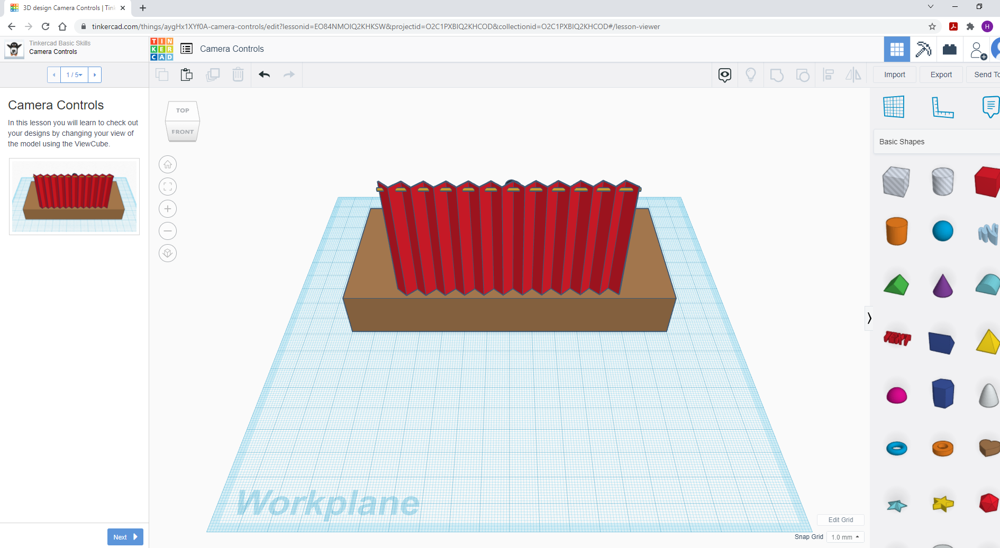 3D design Camera Controls | Tin
tinkercad.com/things/aygHx1XYf0A-camera-controls/edit?lessonid=EO84NMOIQ2KHKSW&projectid=O2C1PXBIQ2KHCOD&collectionid=O2C1PXBIQ2KHCOD#/lesson-viewer
H
Tinkercad Basic Skills
Camera Controls
TIN
KER
CAD
Camera Controls
1 / 5
Import
Export
Send To
Camera Controls
In this lesson you will learn to check out
your designs by changing your view of
the model using the ViewCube.
TOP
FRONT
Basic Shapes
TEXT
Workplane
Edit Grid
Snap Grid
1.0 mm
Next